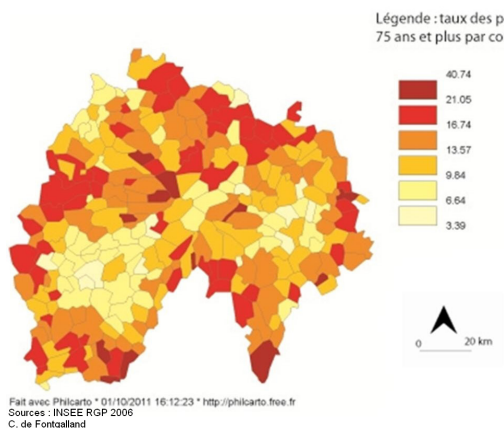 Légende : taux des p
75 ans et plus par co
40.74
21.05
16.74
13.57
9.84
6.64
3.39
0 20 km
Fait avec Philcarto * 01/10/2011 16:12:23 * http://philcarto.free.fr
Sources : INSEE RGP 2006
C. de Fontgalland